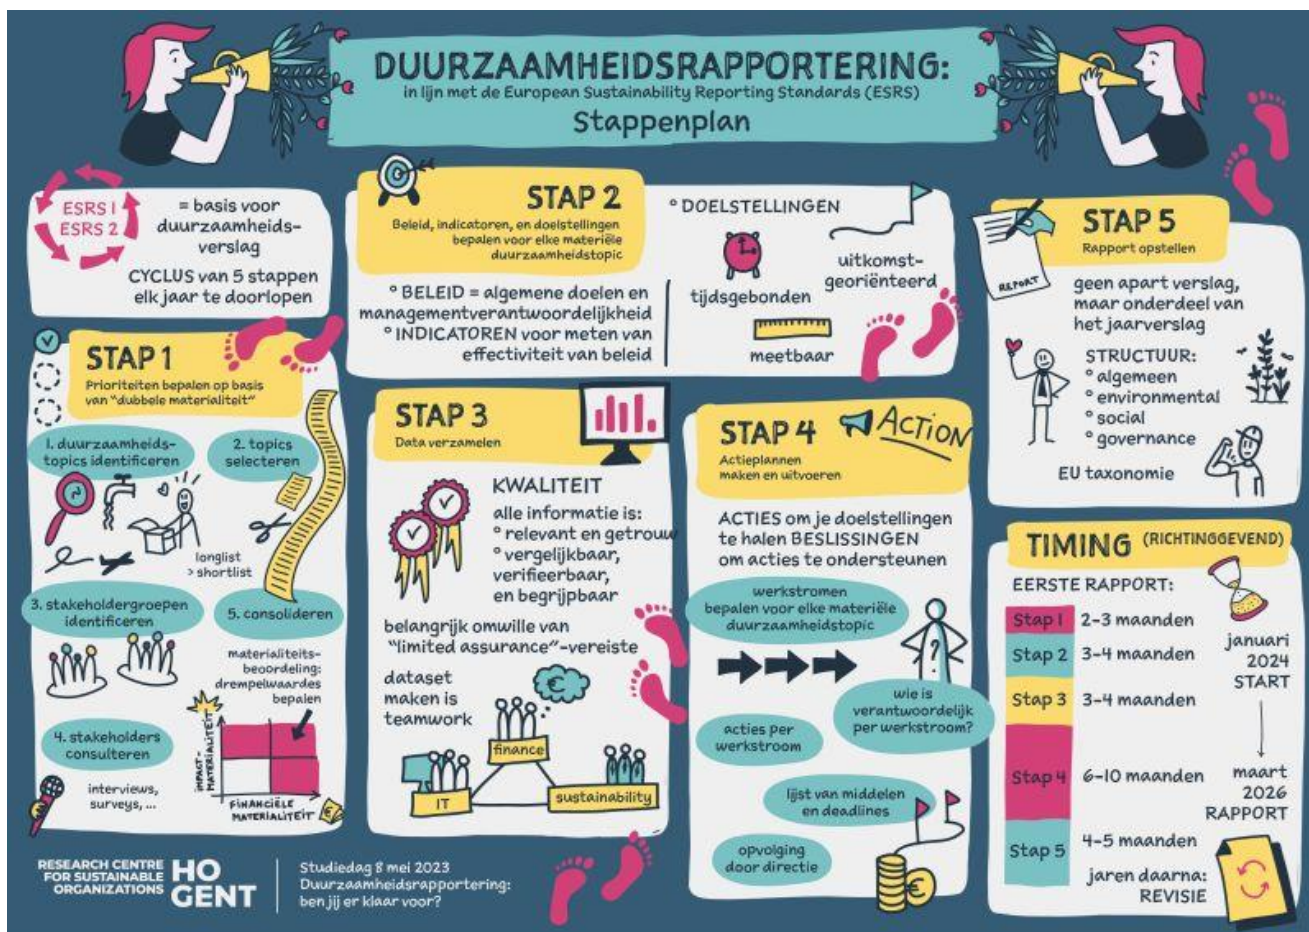 DUURZAAMHEIDSRAPPORTERING:
in lijn met de European Sustainability Reporting Standards (ESRS)
Stappenplan
ESRS 1
ESRS 2
= basis voor
duurzaamheids-
verslag
CYCLUS van 5 stappen
elk jaar te doorlopen
STAP 1
Prioriteiten bepalen op basis
van "dubbele materialiteit"
1. duurzaamheids-
topics identificeren
2. topics
selecteren
longlist
> shortlist
3. stakeholdergroepen
identificeren
5. consolideren
materialiteits-
beoordeling:
drempelwaardes
bepalen
4. stakeholders
consulteren
interviews,
surveys, ...
IMPACT-
MATERIALITEIT
FINANCIËLE
MATERIALITEIT
€
STAP 2
Beleid, indicatoren, en doelstellingen
bepalen voor elke materiële
duurzaamheidstopic
° BELEID = algemene doelen en
managementverantwoordelijkheid
° INDICATOREN voor meten van
effectiviteit van beleid
° DOELSTELLINGEN
tijdsgebonden
uitkomst-
georiënteerd
meetbaar
STAP 3
Data verzamelen
KWALITEIT
alle informatie is:
° relevant en getrouw
° vergelijkbaar,
verifieerbaar,
en begrijpbaar
belangrijk omwille van
"limited assurance"-vereiste
dataset
maken is
teamwork
€
finance
IT
sustainability
STAP 4
ACTION
Actieplannen
maken en uitvoeren
ACTIES om je doelstellingen
te halen BESLISSINGEN
om acties te ondersteunen
werkstromen
bepalen voor elke materiële
duurzaamheidstopic
?
wie is
verantwoordelijk
per werkstroom?
acties per
werkstroom
lijst van middelen
en deadlines
opvolging
door directie
€
STAP 5
Rapport opstellen
REPORT
geen apart verslag,
maar onderdeel van
het jaarverslag
STRUCTUUR:
° algemeen
° environmental
° social
° governance
EU taxonomie
TIMING (RICHTINGGEVEND)
EERSTE RAPPORT:
Stap 1 2-3 maanden
Stap 2 3-4 maanden
Stap 3 3-4 maanden
Stap 4 6-10 maanden
Stap 5 4-5 maanden
januari
2024
START
maart
2026
RAPPORT
jaren daarna:
REVISIE
RESEARCH CENTRE
FOR SUSTAINABLE
ORGANIZATIONS
HO
GENT
Studiedag 8 mei 2023
Duurzaamheidsrapportering:
ben jij er klaar voor?